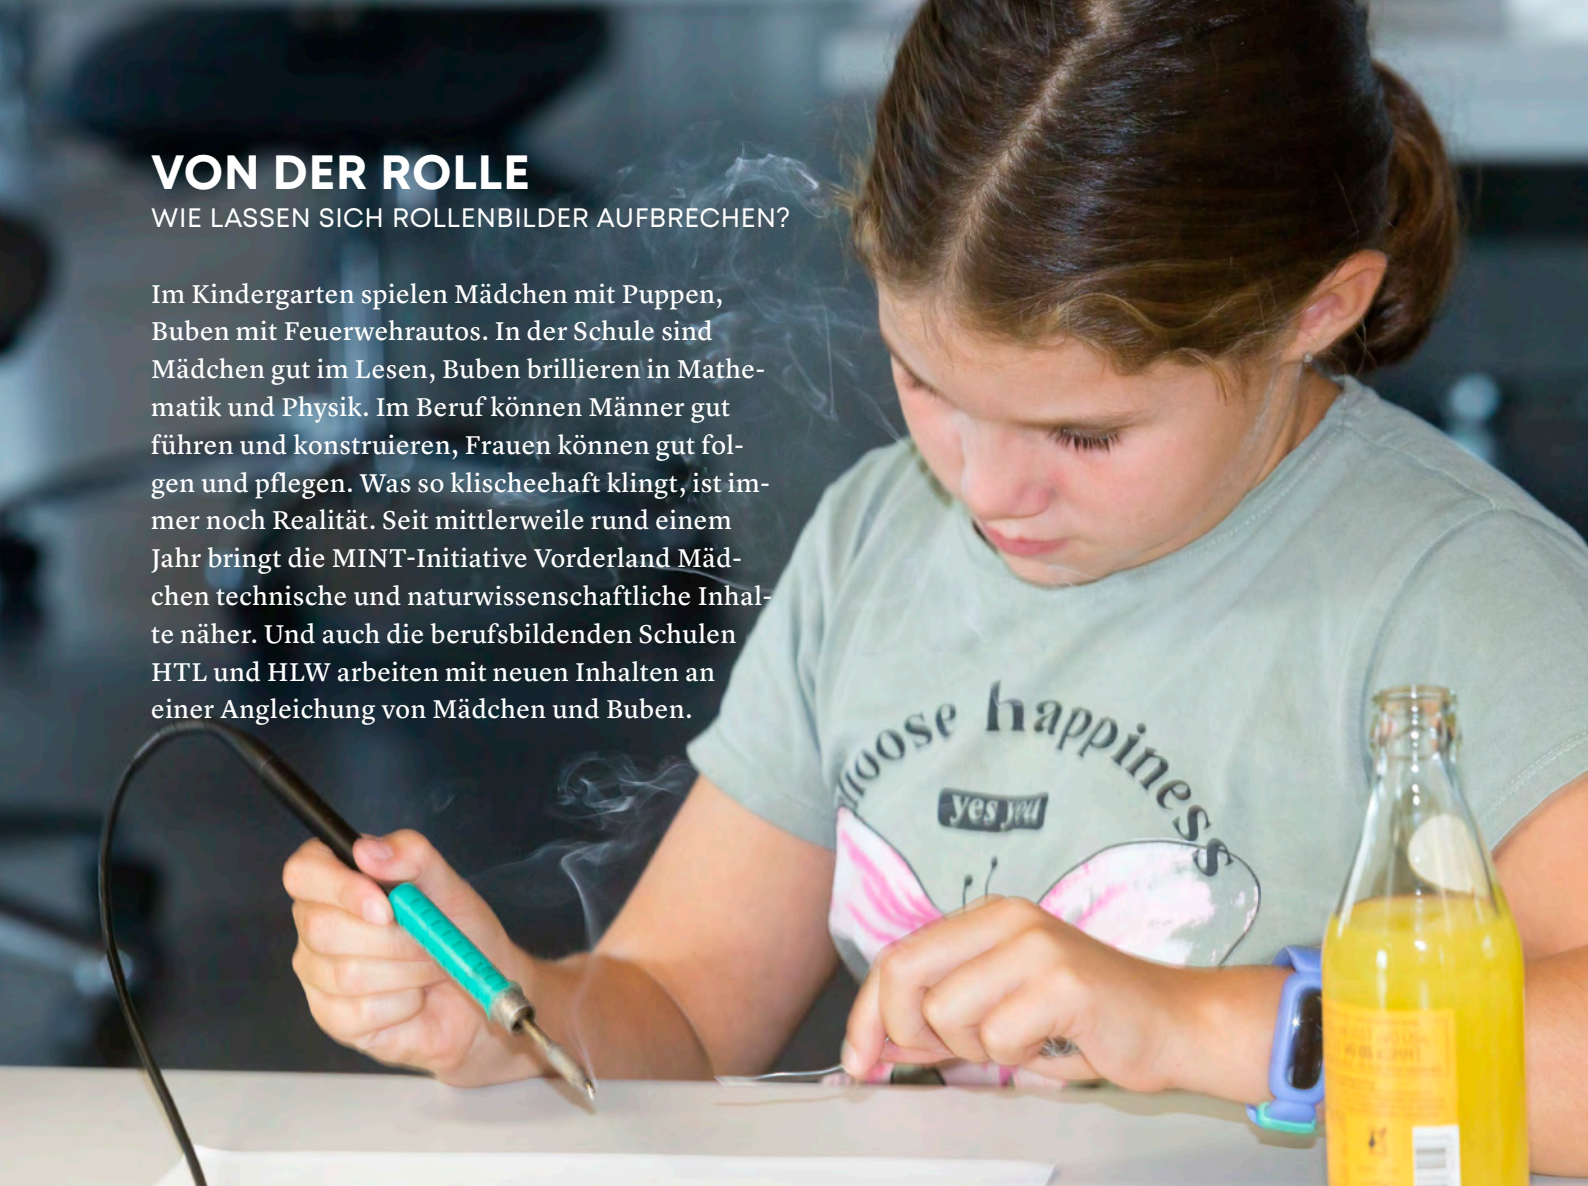 VON DER ROLLE
WIE LASSEN SICH ROLLENBILDER AUFBRECHEN?
Im Kindergarten spielen Mädchen mit Puppen,
Buben mit Feuerwehrautos. In der Schule sind
Mädchen gut im Lesen, Buben brillieren in Mathe-
matik und Physik. Im Beruf können Männer gut
führen und konstruieren, Frauen können gut fol-
gen und pflegen. Was so klischeehaft klingt, ist im-
mer noch Realität. Seit mittlerweile rund einem
Jahr bringt die MINT-Initiative Vorderland Mäd-
chen technische und naturwissenschaftliche Inhal-
te näher. Und auch die berufsbildenden Schulen
HTL und HLW arbeiten mit neuen Inhalten an
einer Angleichung von Mädchen und Buben.
hoose happiness
yes you